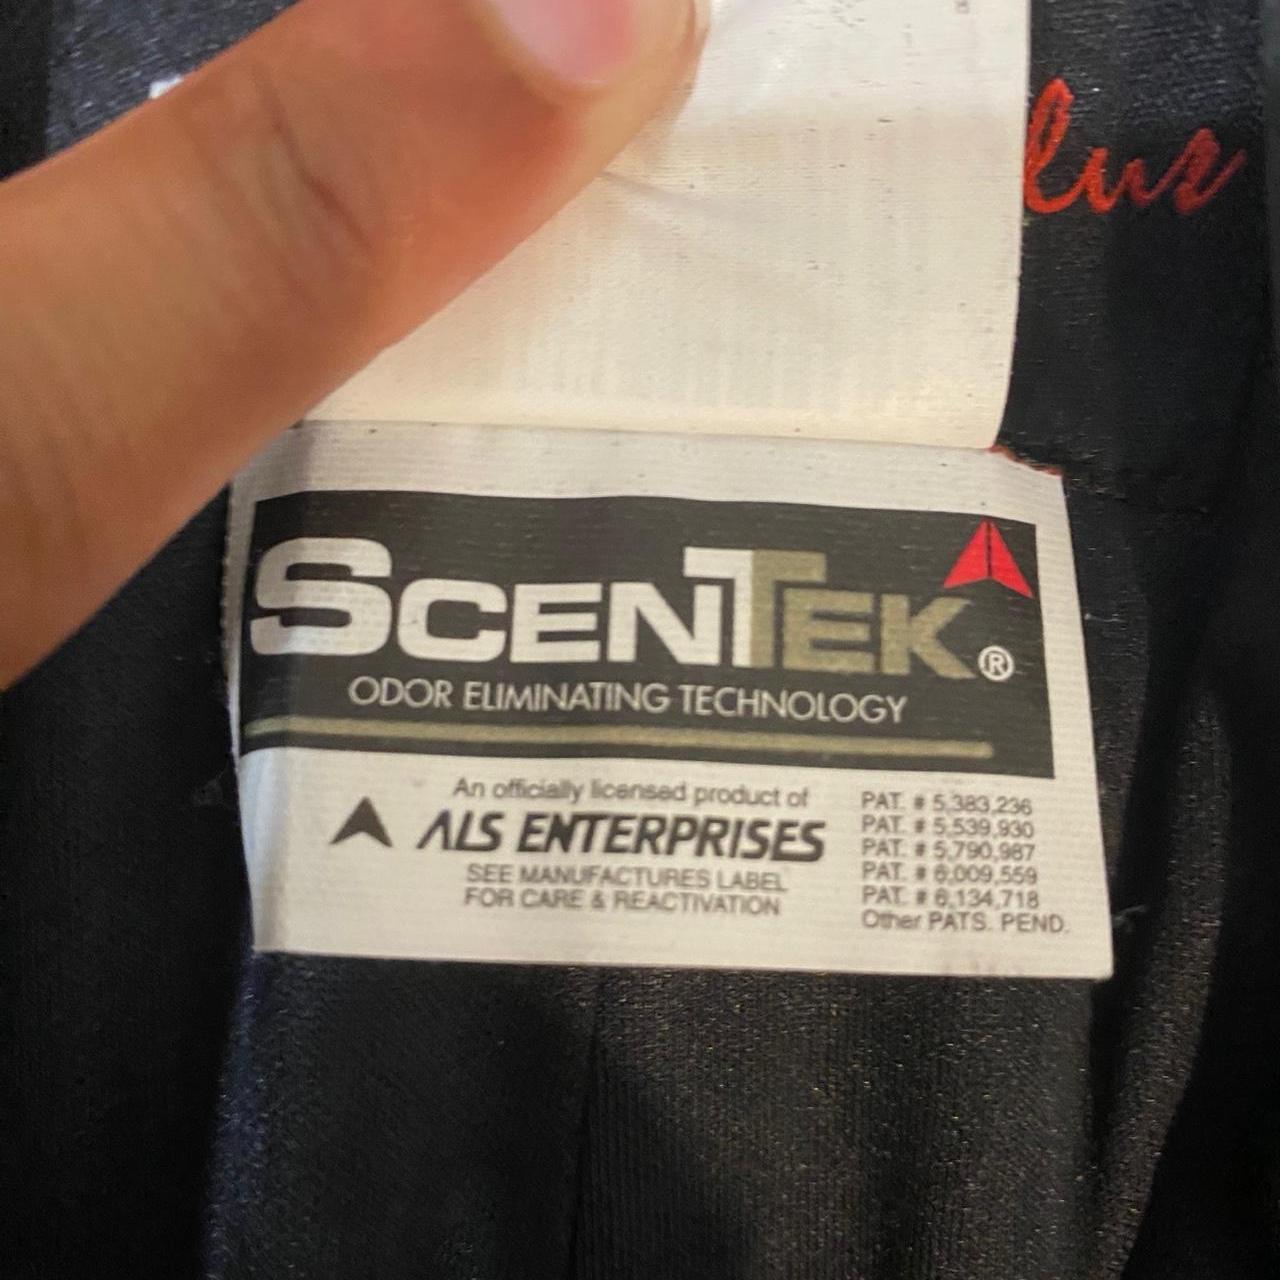 lux
SCENTEK®
ODOR ELIMINATING TECHNOLOGY
An officially licensed product of
ALS ENTERPRISES
SEE MANUFACTURES LABEL
FOR CARE & REACTIVATION
PAT. # 5,383,236
PAT. # 5,539,930
PAT. # 5,790,987
PAT. # 6,009,559
PAT. # 6,134,718
Other PATS. PEND.